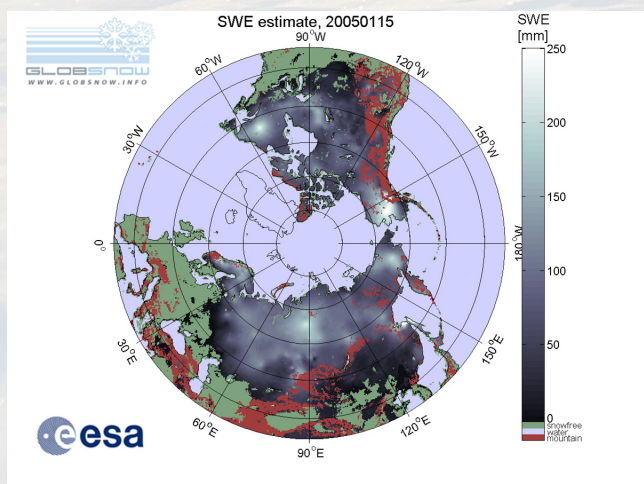 SWE estimate, 20050115
SWE
[mm]
GLOBSNOW
WWW.GLOBSNOW.INFO
90°W
60°W
120°W
30°W
150°W
0°
180°W
30°E
150°E
60°E
120°E
90°E
250
200
150
100
50
0
snowfree
water
mountain
esa